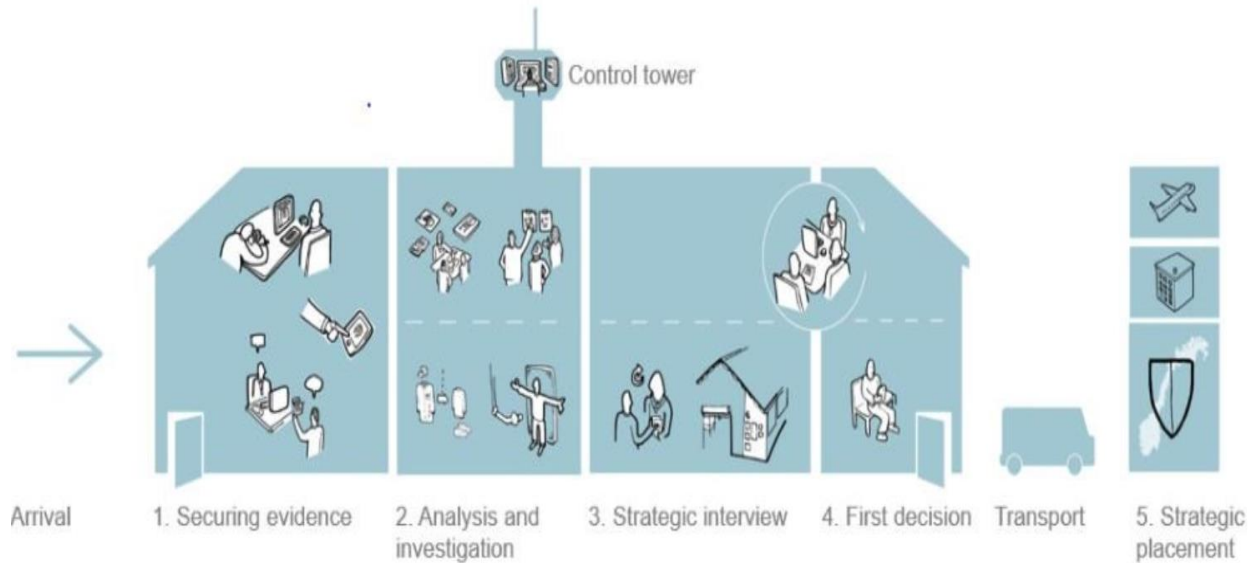 Control tower
Arrival
1. Securing evidence
2. Analysis and
investigation
3. Strategic interview
4. First decision
Transport
5. Strategic
placement